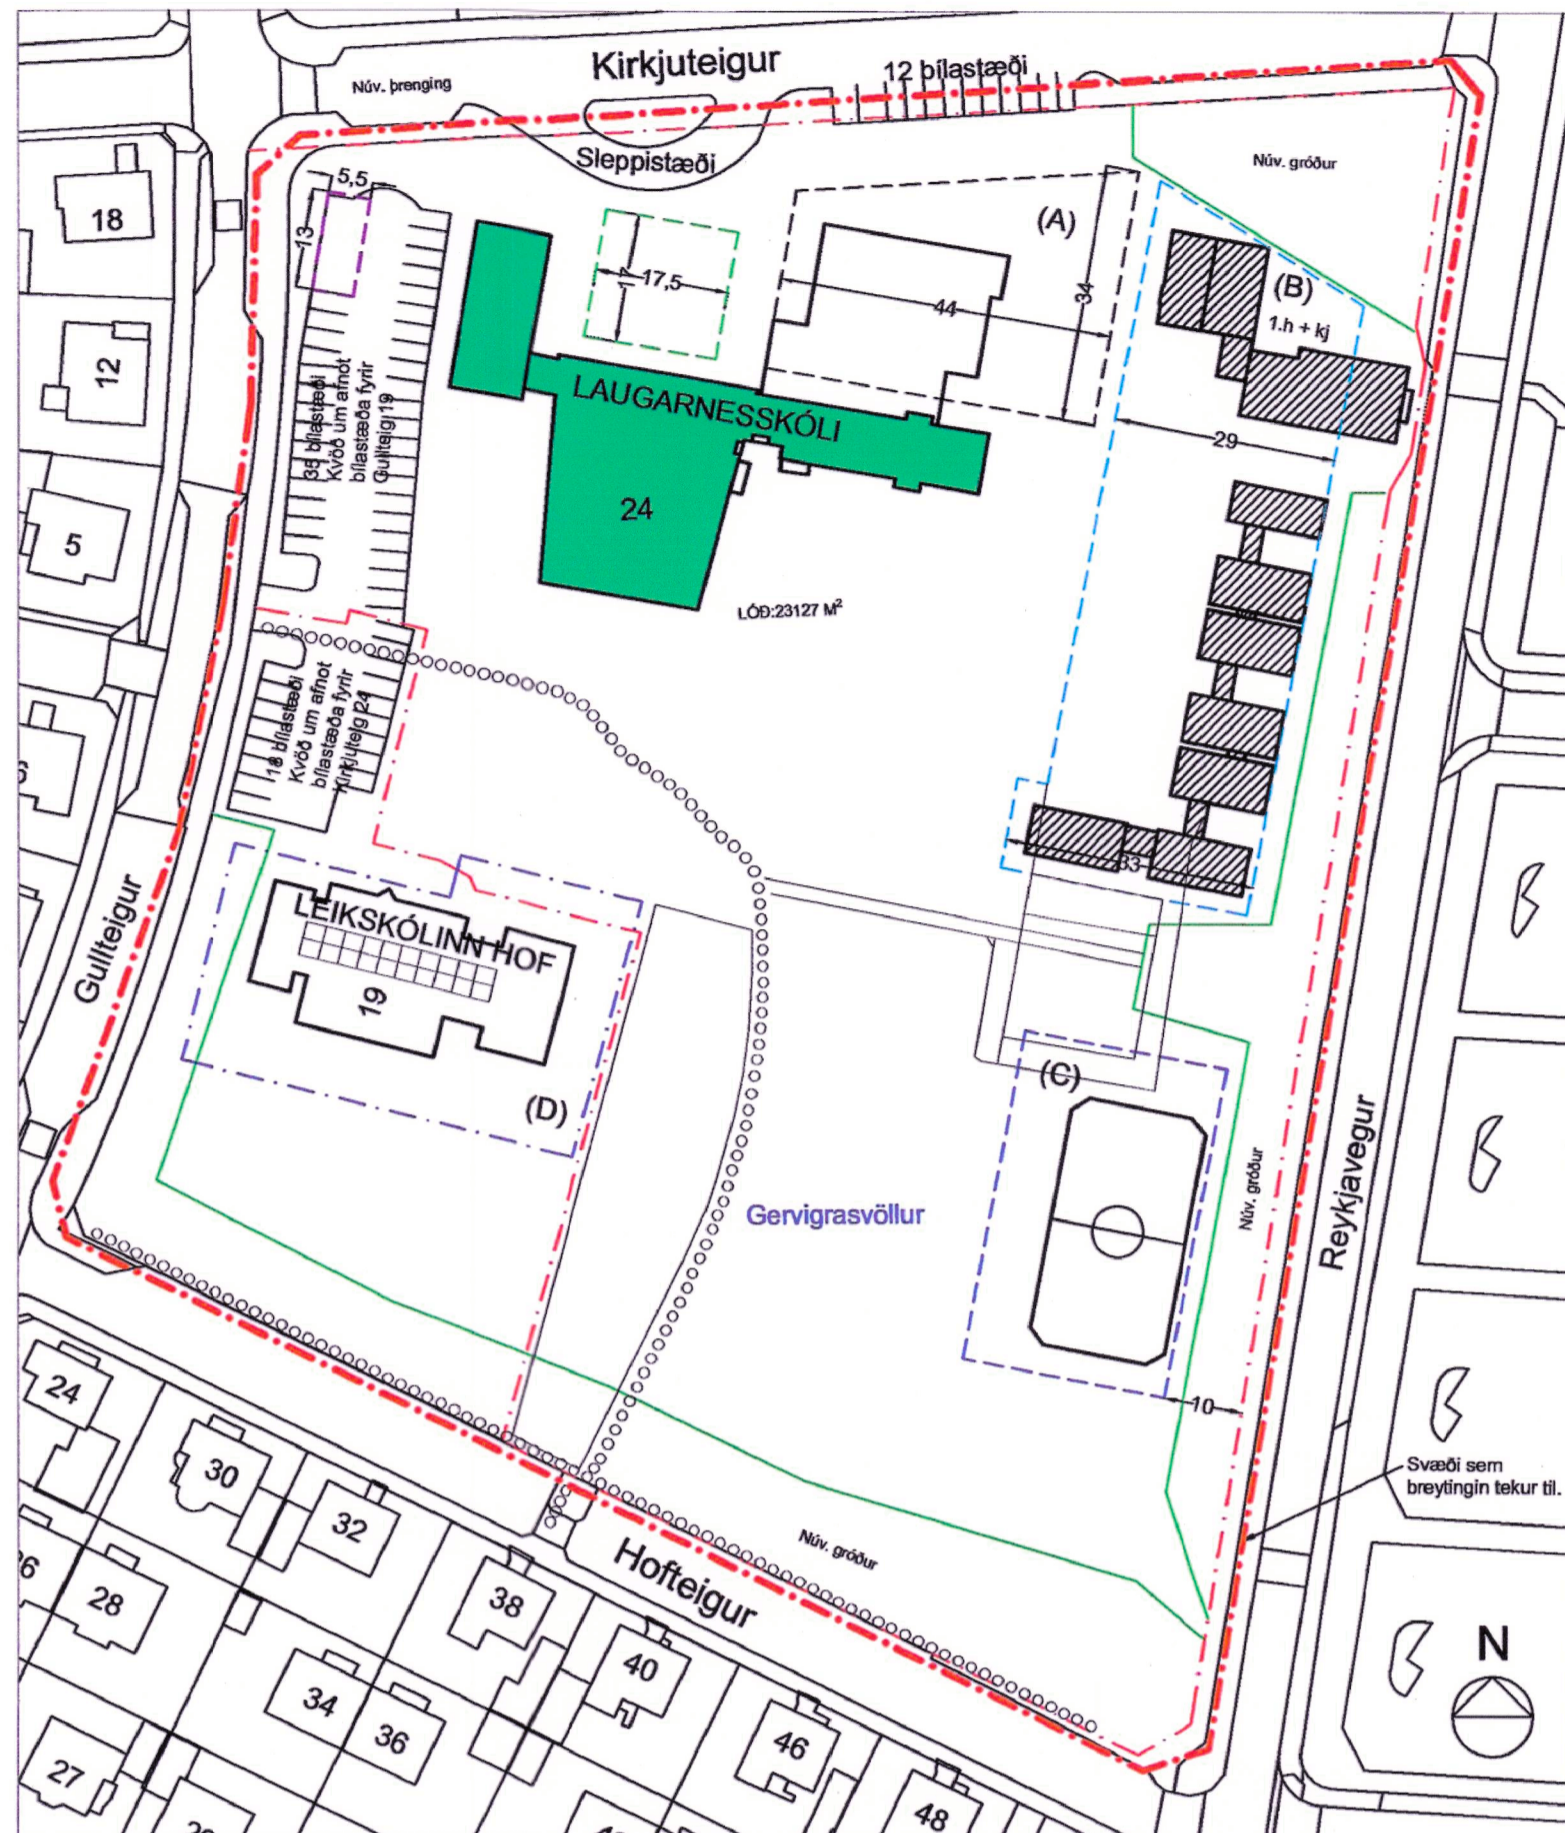 Kirkjuteigur
12 bílastæði
Núv. þrenging
Sleppistæði
Núv. gróður
5,5
13
18
(A)
17
17,5
44
34
(B)
1.h + kj
12
35 bílastæði
Kvöð um afnot
bílastæða fyrir
Gullteig 19
LAUGARNESSKÓLI
24
29
5
LÓÐ:23127 M²
18 bílastæði
Kvöð um afnot
bílastæða fyrir
Kirkjuteig 24
33
Gullteigur
LEIKSKÓLINN HOF
19
(D)
(C)
Gervigrasvöllur
Núv. gróður
Reykjavegur
10
Svæði sem
breytingin tekur til.
24
30
32
Núv. gróður
Hofteigur
28
38
40
N
34
36
46
27
48